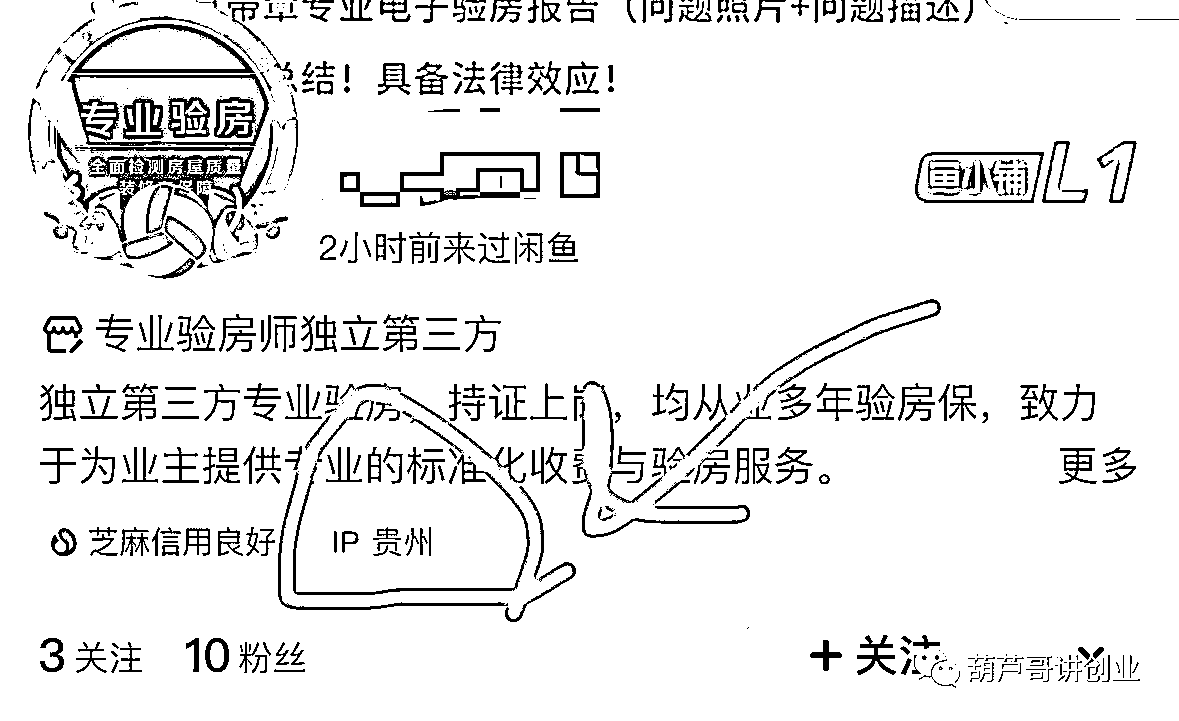 带章专业电子验房报告（问题照片+问题描述）
总结！具备法律效应！
专业验房
全面检测房屋质量
鱼小铺L1
2小时前来过闲鱼
专业验房师独立第三方
独立第三方专业验房，持证上岗，均从业多年验房保，致力
于为业主提供专业的标准化收费与验房服务。 更多
芝麻信用良好 IP 贵州
3 关注 10 粉丝 + 关注
葫芦哥讲创业